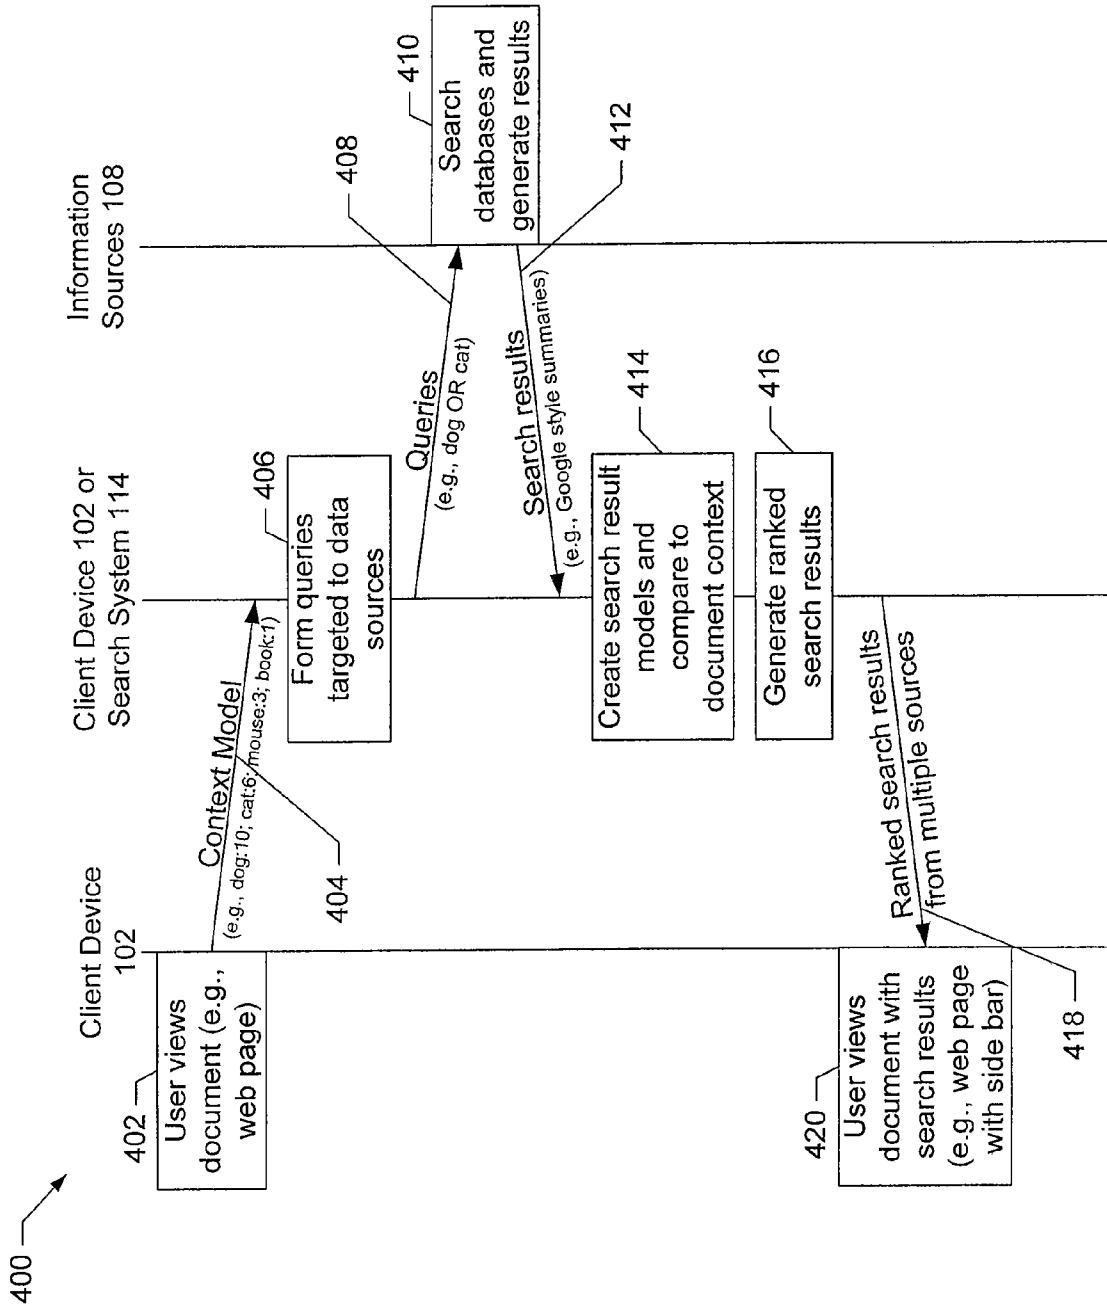 400
Client Device
102
Client Device 102 or
Search System 114
Information
Sources 108
402
User views
document (e.g.,
web page)
Context Model
(e.g., dog:10; cat:6; mouse:3; book:1)
404
406
Form queries
targeted to data
sources
Queries
(e.g., dog OR cat)
408
410
Search
databases and
generate results
Search results
(e.g., Google style summaries)
412
Create search result
models and
compare to
document context
414
Generate ranked
search results
416
Ranked search results
from multiple sources
418
420
User views
document with
search results
(e.g., web page
with side bar)